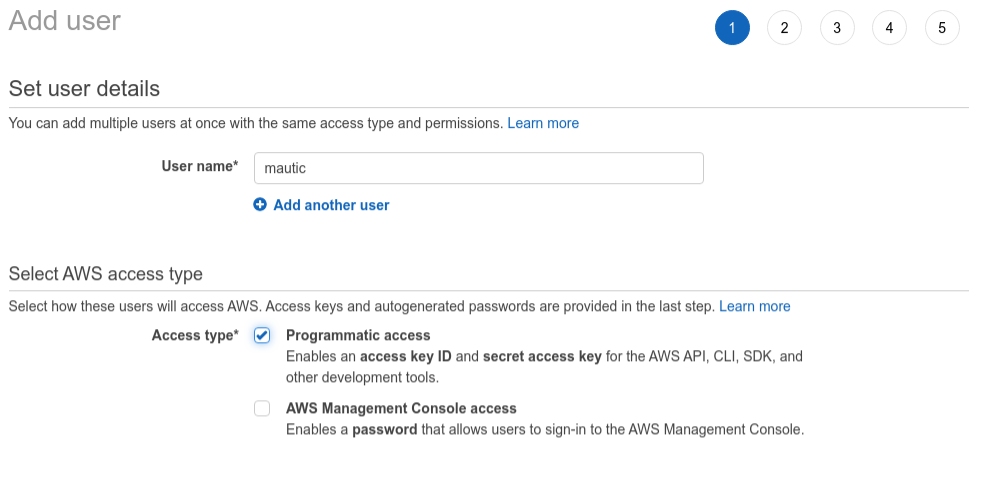 Add user
1 2 3 4 5
Set user details
You can add multiple users at once with the same access type and permissions. Learn more
User name* mautic
Add another user
Select AWS access type
Select how these users will access AWS. Access keys and autogenerated passwords are provided in the last step. Learn more
Access type* Programmatic access
Enables an access key ID and secret access key for the AWS API, CLI, SDK, and
other development tools.
AWS Management Console access
Enables a password that allows users to sign-in to the AWS Management Console.